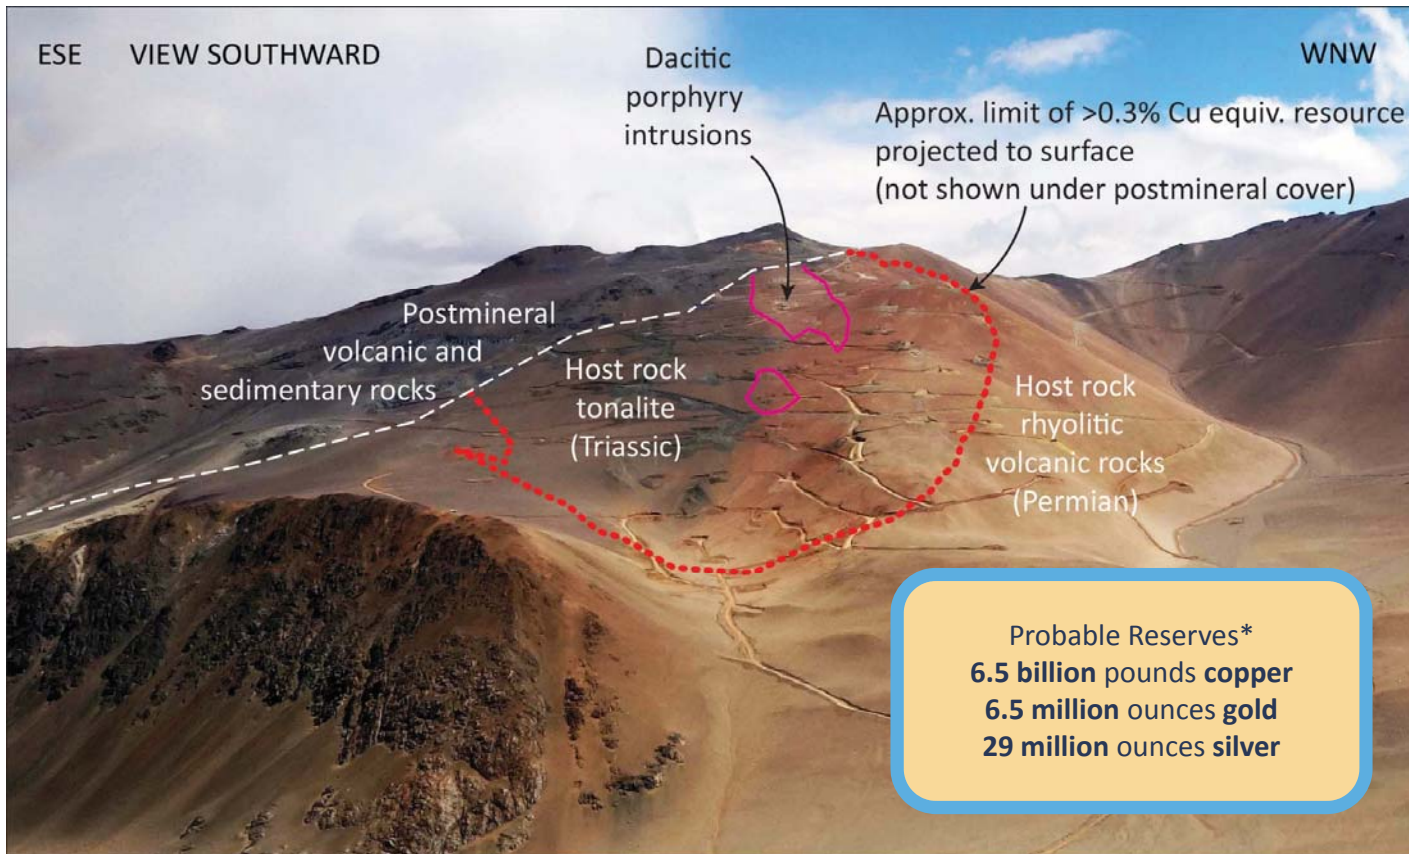 ESE VIEW SOUTHWARD
WNW
Dacitic
porphyry
intrusions
Approx. limit of >0.3% Cu equiv. resource
projected to surface
(not shown under postmineral cover)
Postmineral
volcanic and
sedimentary rocks
Host rock
tonalite
(Triassic)
Host rock
rhyolitic
volcanic rocks
(Permian)
Probable Reserves*
6.5 billion pounds copper
6.5 million ounces gold
29 million ounces silver